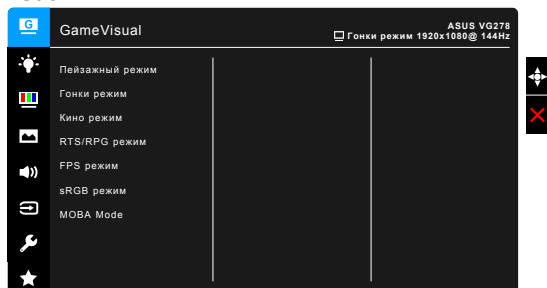 G
GameVisual
ASUS VG278
Гонки режим 1920x1080@ 144Hz
Пейзажный режим
Гонки режим
Кино режим
RTS/RPG режим
FPS режим
sRGB режим
MOBA Mode